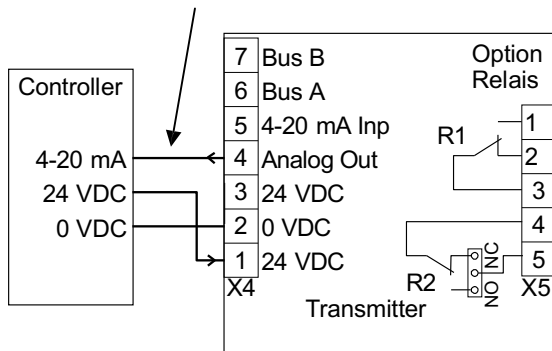 Controller
4-20 mA
24 VDC
0 VDC
7 Bus B
6 Bus A
5 4-20 mA Inp
4 Analog Out
3 24 VDC
2 0 VDC
1 24 VDC
X4
Transmitter
Option
Relais
R1
1
2
3
4
5
X5
R2
NC
NO